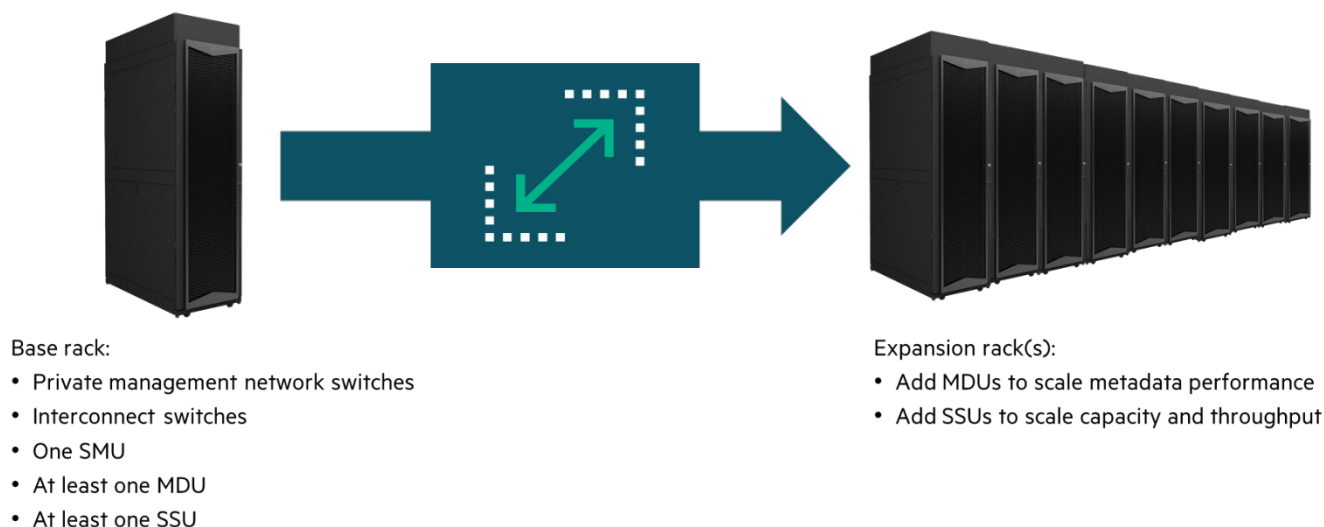 Base rack:
• Private management network switches
• Interconnect switches
• One SMU
• At least one MDU
• At least one SSU
Expansion rack(s):
• Add MDUs to scale metadata performance
• Add SSUs to scale capacity and throughput